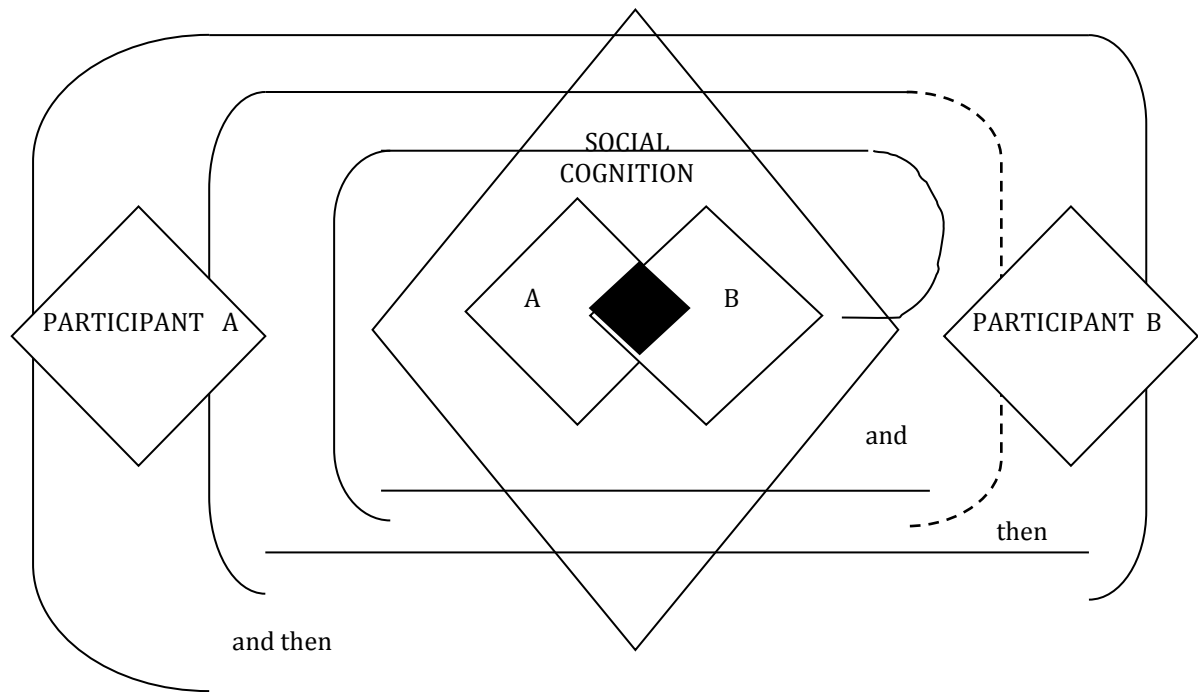 SOCIAL
COGNITION
A
B
PARTICIPANT A
PARTICIPANT B
and
then
and then